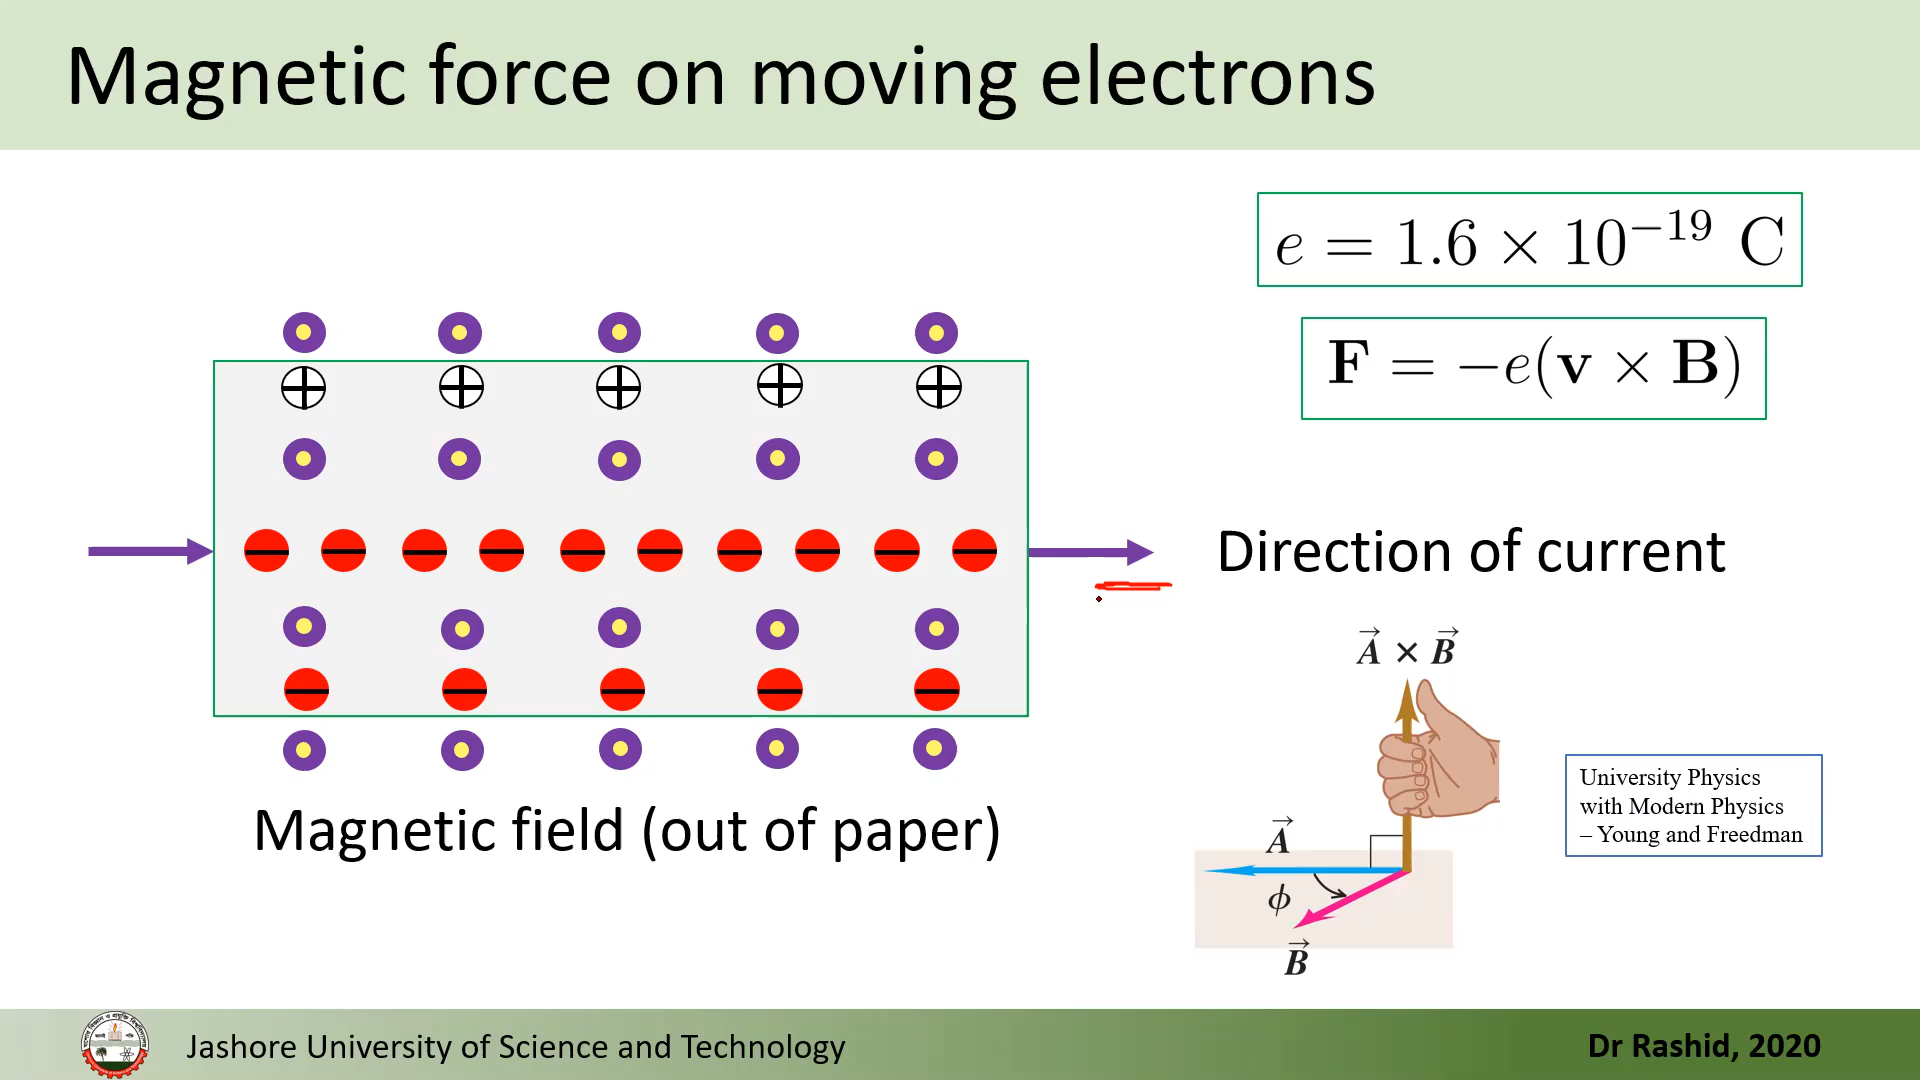 Magnetic force on moving electrons
e = 1.6 × 10⁻¹⁹ C
F = −e(v × B)
Direction of current
A⃗ × B⃗
A⃗
ϕ
B⃗
University Physics
with Modern Physics
– Young and Freedman
Magnetic field (out of paper)
Jashore University of Science and Technology
Dr Rashid, 2020